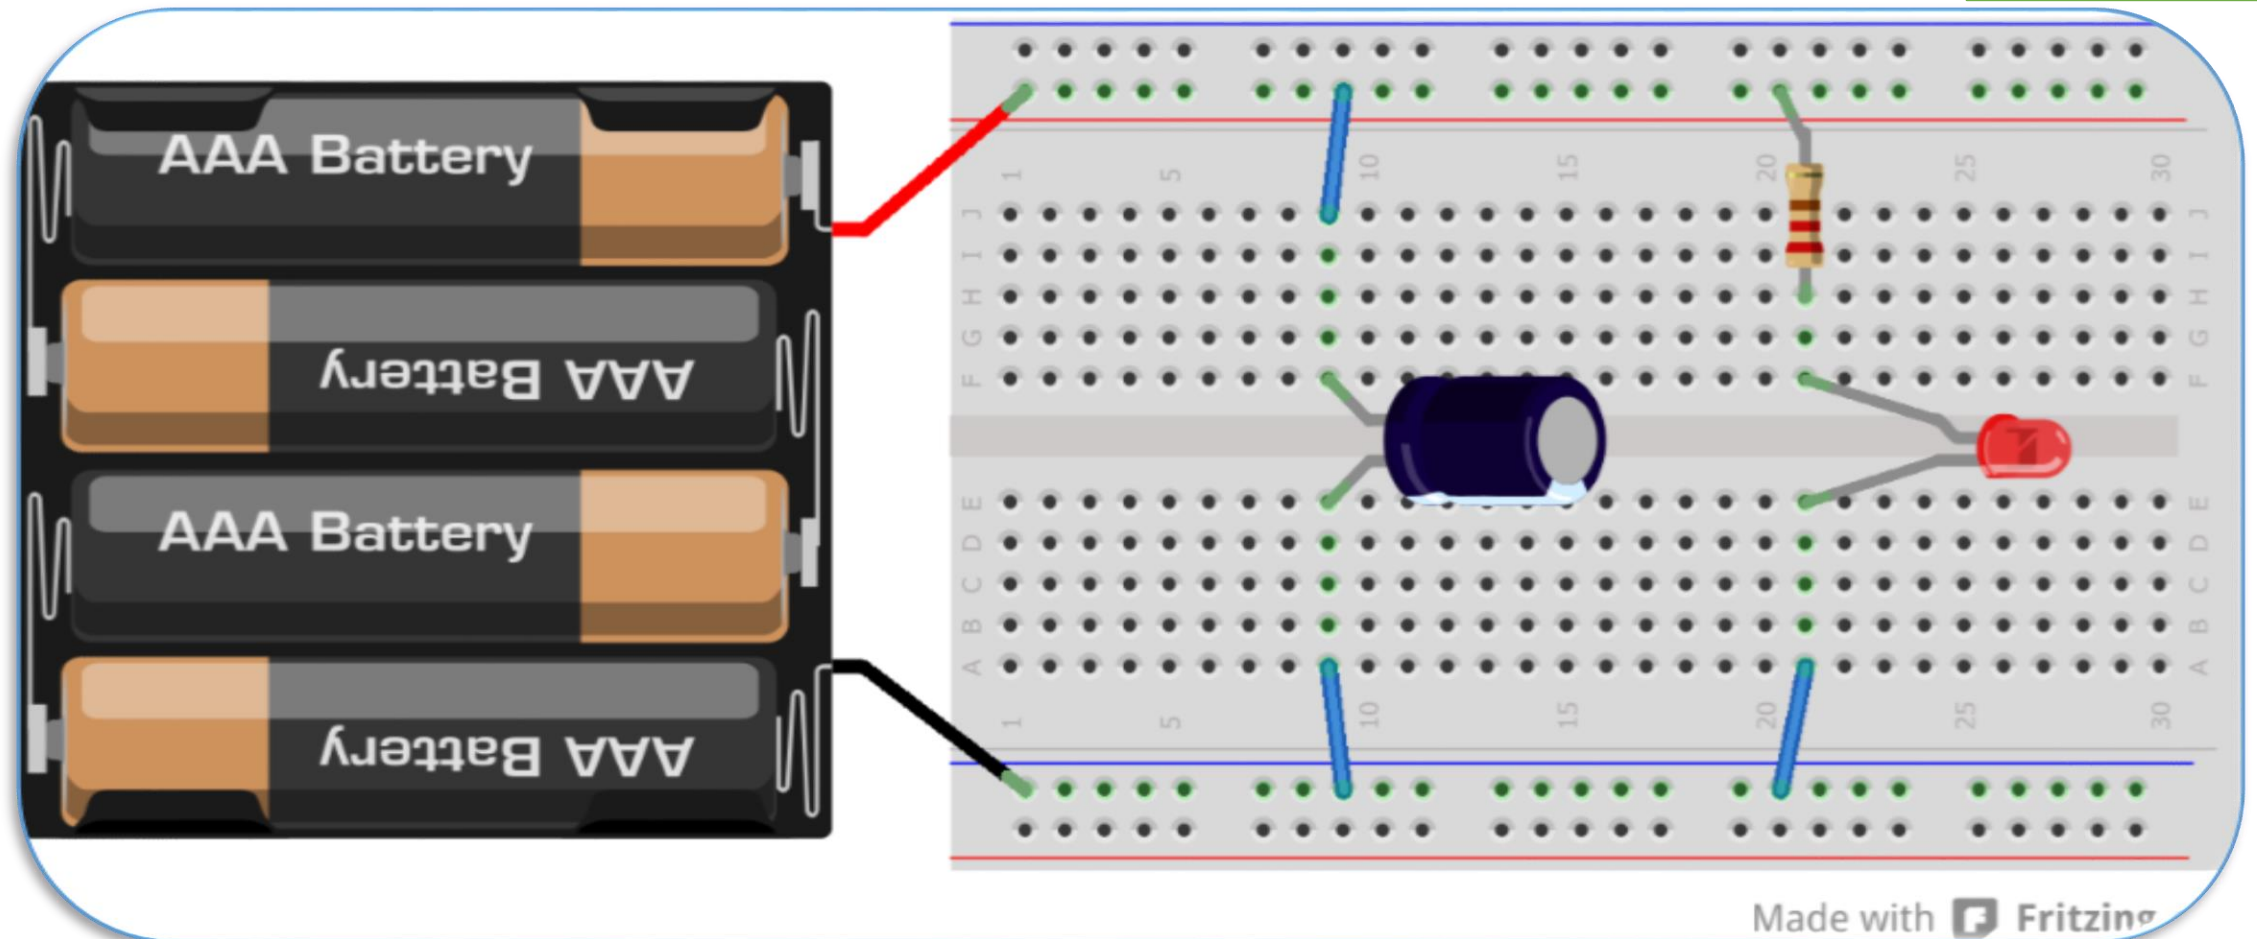 AAA Battery
AAA Battery
AAA Battery
AAA Battery
1 5 10 15 20 25 30
J J
I I
H H
G G
F F
E E
D D
C C
B B
A A
1 5 10 15 20 25 30
Made with Fritzing